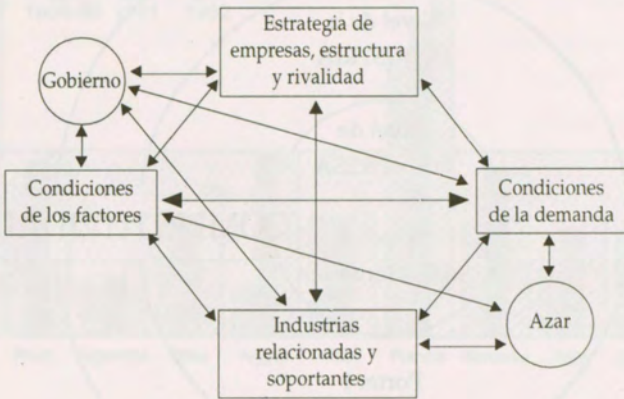 Estrategia de
empresas, estructura
y rivalidad
Gobierno
Condiciones
de los factores
Condiciones
de la demanda
Industrias
relacionadas y
soportantes
Azar